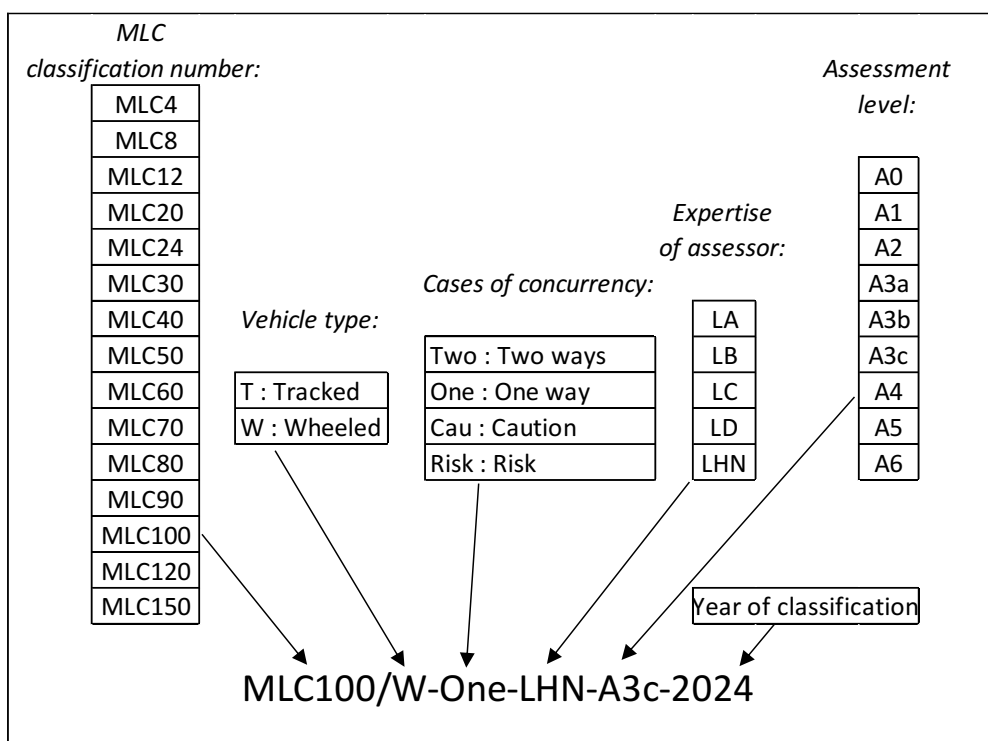 MLC
classification number:
MLC4
MLC8
MLC12
MLC20
MLC24
MLC30
MLC40
MLC50
MLC60
MLC70
MLC80
MLC90
MLC100
MLC120
MLC150
Vehicle type:
T : Tracked
W : Wheeled
Cases of concurrency:
Two : Two ways
One : One way
Cau : Caution
Risk : Risk
Expertise
of assessor:
LA
LB
LC
LD
LHN
Assessment
level:
A0
A1
A2
A3a
A3b
A3c
A4
A5
A6
Year of classification
MLC100/W-One-LHN-A3c-2024